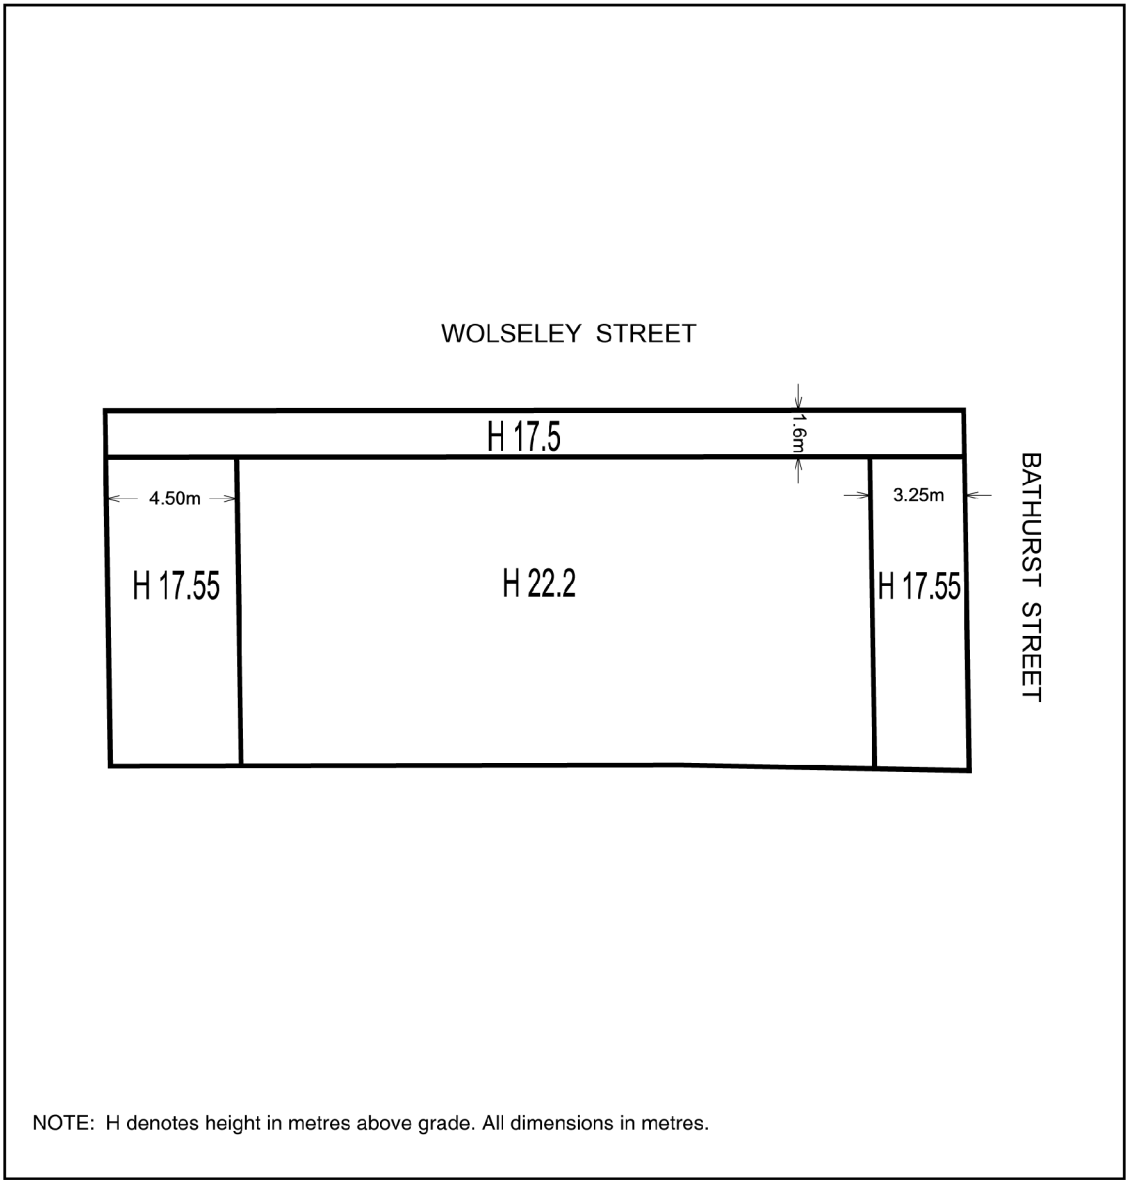 WOLSELEY STREET
H 17.5
1.6m
4.50m
3.25m
H 17.55
H 22.2
H 17.55
BATHURST STREET
NOTE: H denotes height in metres above grade. All dimensions in metres.